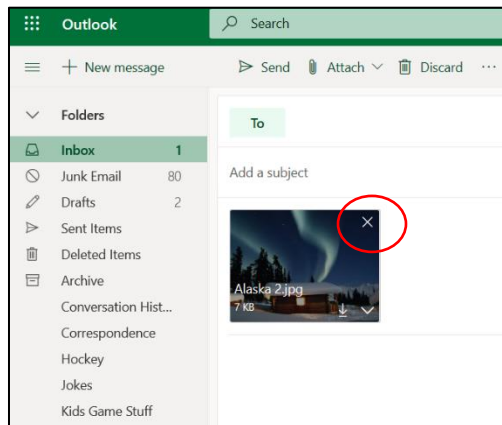 Outlook
Search
New message
Send
Attach
Discard
...
Folders
Inbox 1
Junk Email 80
Drafts 2
Sent Items
Deleted Items
Archive
Conversation Hist...
Correspondence
Hockey
Jokes
Kids Game Stuff
To
Add a subject
Alaska 2.jpg
7 KB